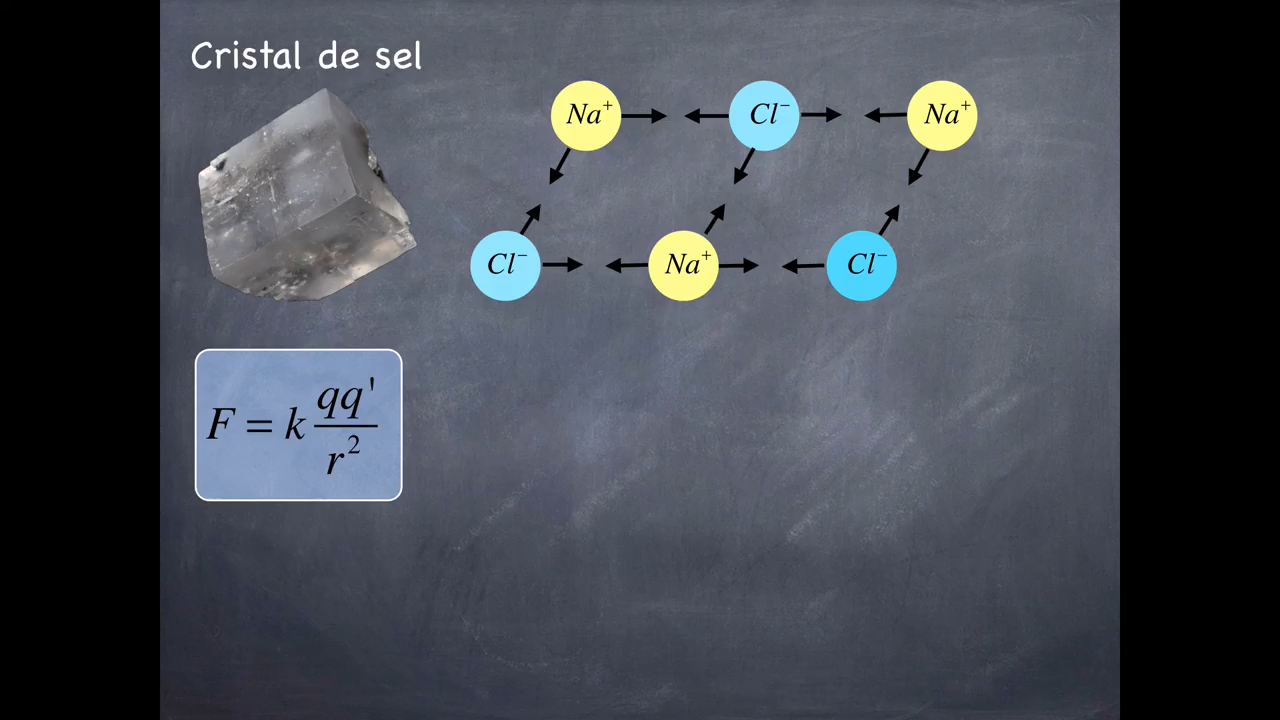 Cristal de sel
Na⁺ Cl⁻ Na⁺
Cl⁻ Na⁺ Cl⁻
F = k qq' / r²